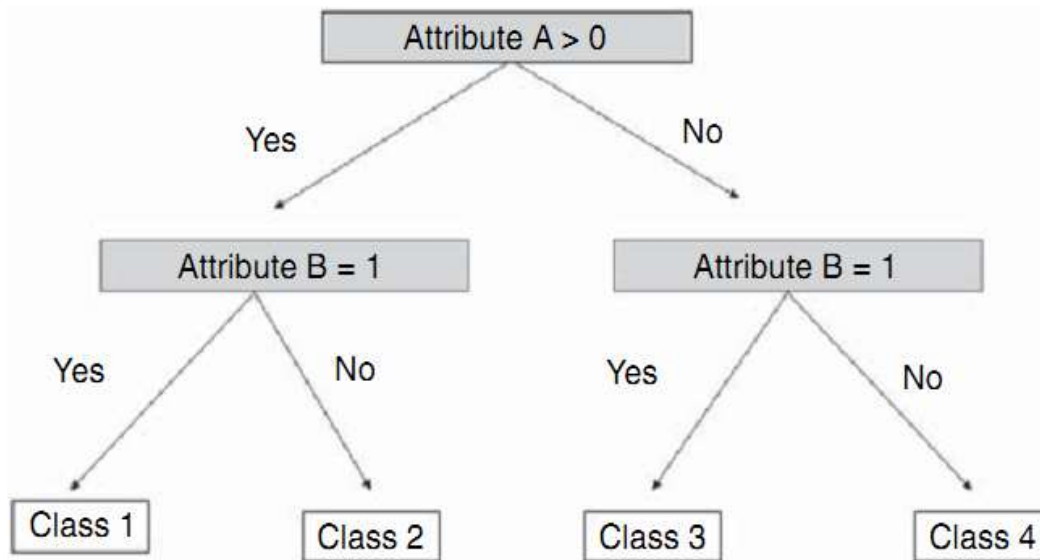 Attribute A > 0
Yes
No
Attribute B = 1
Attribute B = 1
Yes
No
Yes
No
Class 1
Class 2
Class 3
Class 4